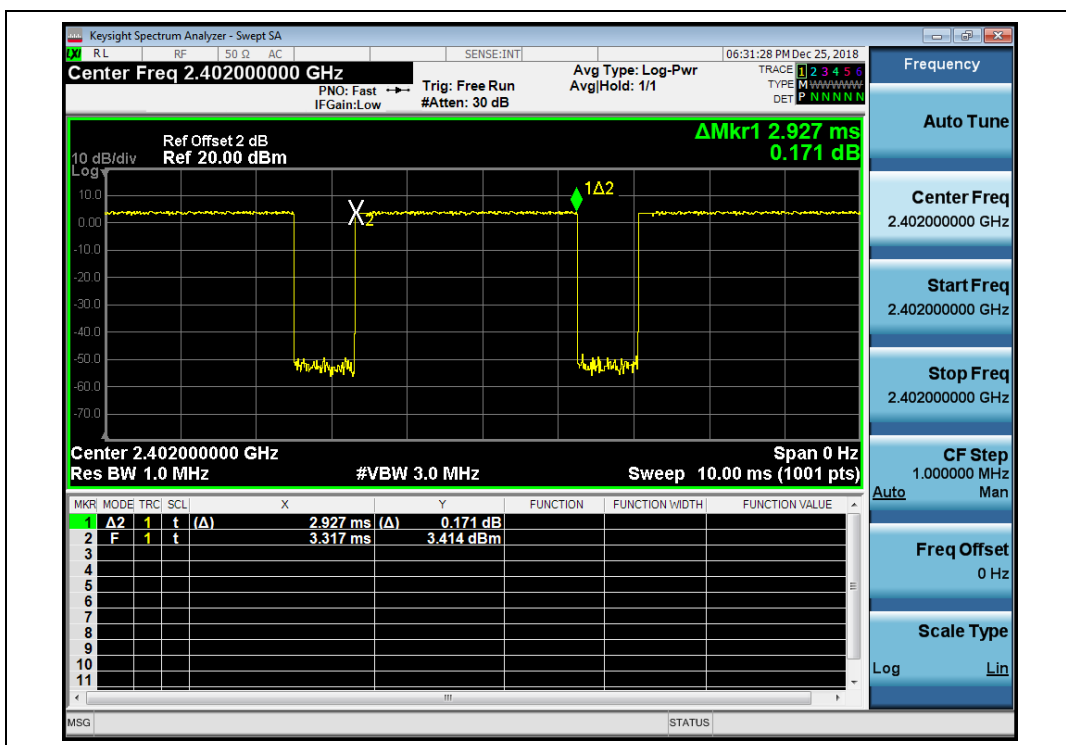 Keysight Spectrum Analyzer - Swept SA
LXI RL RF 50 Ω AC SENSE:INT 06:31:28 PM Dec 25, 2018
Center Freq 2.402000000 GHz
PNO: Fast
IFGain:Low
Trig: Free Run
#Atten: 30 dB
Avg Type: Log-Pwr
Avg|Hold: 1/1
TRACE 1 2 3 4 5 6
TYPE M WWWWW
DET P N N N N N
Ref Offset 2 dB
10 dB/div Ref 20.00 dBm
ΔMkr1 2.927 ms
0.171 dB
Log
10.0
0.00
-10.0
-20.0
-30.0
-40.0
-50.0
-60.0
-70.0
X2
1Δ2
Center 2.402000000 GHz Span 0 Hz
Res BW 1.0 MHz #VBW 3.0 MHz Sweep 10.00 ms (1001 pts)
MKR MODE TRC SCL X Y FUNCTION FUNCTION WIDTH FUNCTION VALUE
1 Δ2 1 t (Δ) 2.927 ms (Δ) 0.171 dB
2 F 1 t 3.317 ms 3.414 dBm
3
4
5
6
7
8
9
10
11
MSG STATUS
Frequency
Auto Tune
Center Freq
2.402000000 GHz
Start Freq
2.402000000 GHz
Stop Freq
2.402000000 GHz
CF Step
1.000000 MHz
Auto Man
Freq Offset
0 Hz
Scale Type
Log Lin